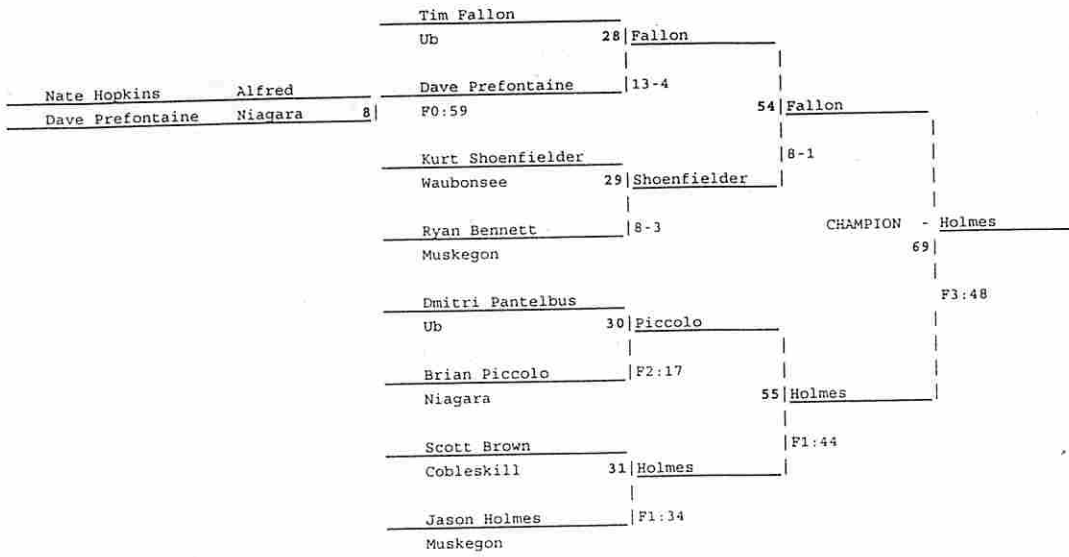 Tim Fallon
Ub 28 Fallon
Nate Hopkins Alfred Dave Prefontaine 13-4
Dave Prefontaine Niagara 8 F0:59 54 Fallon
Kurt Shoenfielder 8-1
Waubonsee 29 Shoenfielder
Ryan Bennett 8-3 CHAMPION - Holmes
Muskegon 69
Dmitri Pantelbus F3:48
Ub 30 Piccolo
Brian Piccolo F2:17
Niagara 55 Holmes
Scott Brown F1:44
Cobleskill 31 Holmes
Jason Holmes F1:34
Muskegon